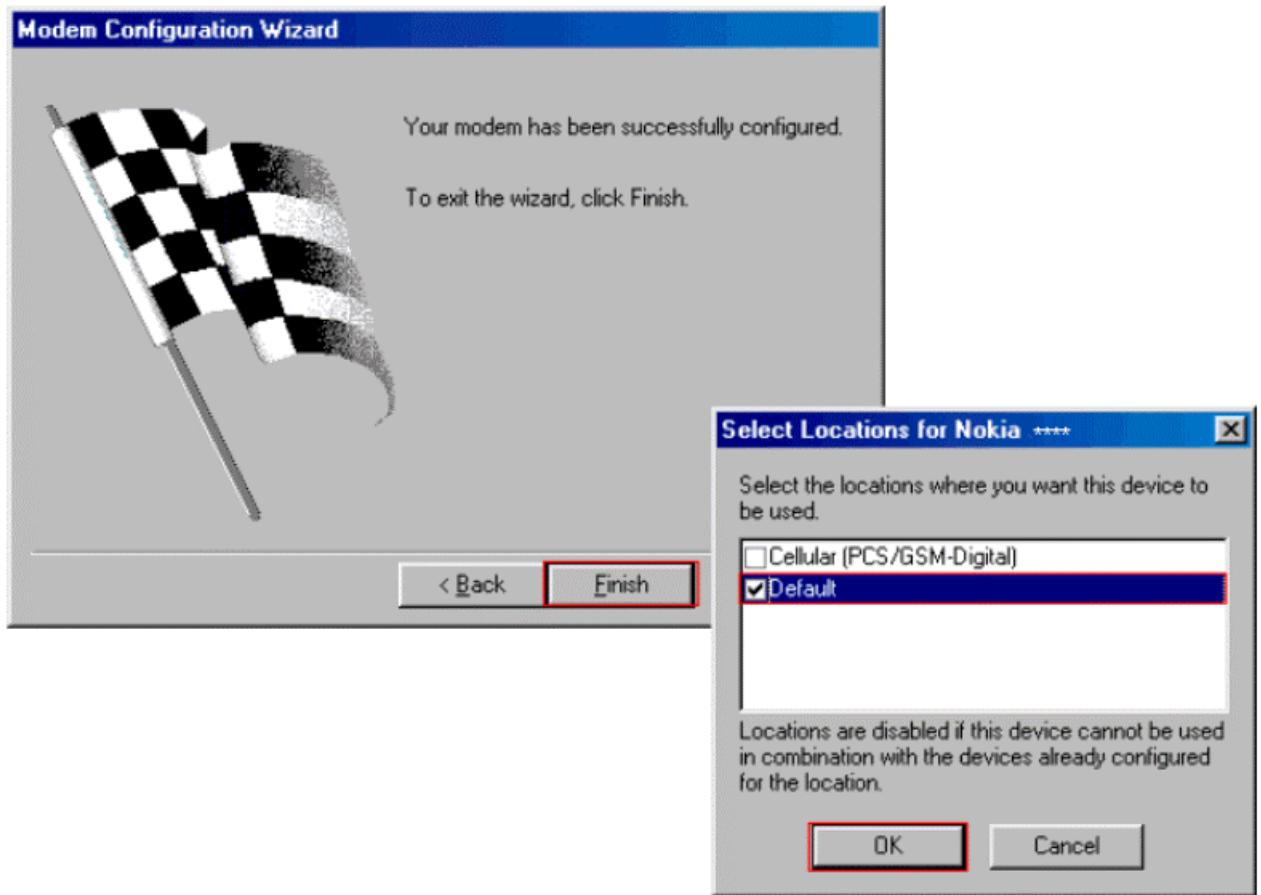 Modem Configuration Wizard
Your modem has been successfully configured.
To exit the wizard, click Finish.
< Back
Finish
Select Locations for Nokia ****
Select the locations where you want this device to
be used.
Cellular (PCS/GSM-Digital)
Default
Locations are disabled if this device cannot be used
in combination with the devices already configured
for the location.
OK
Cancel